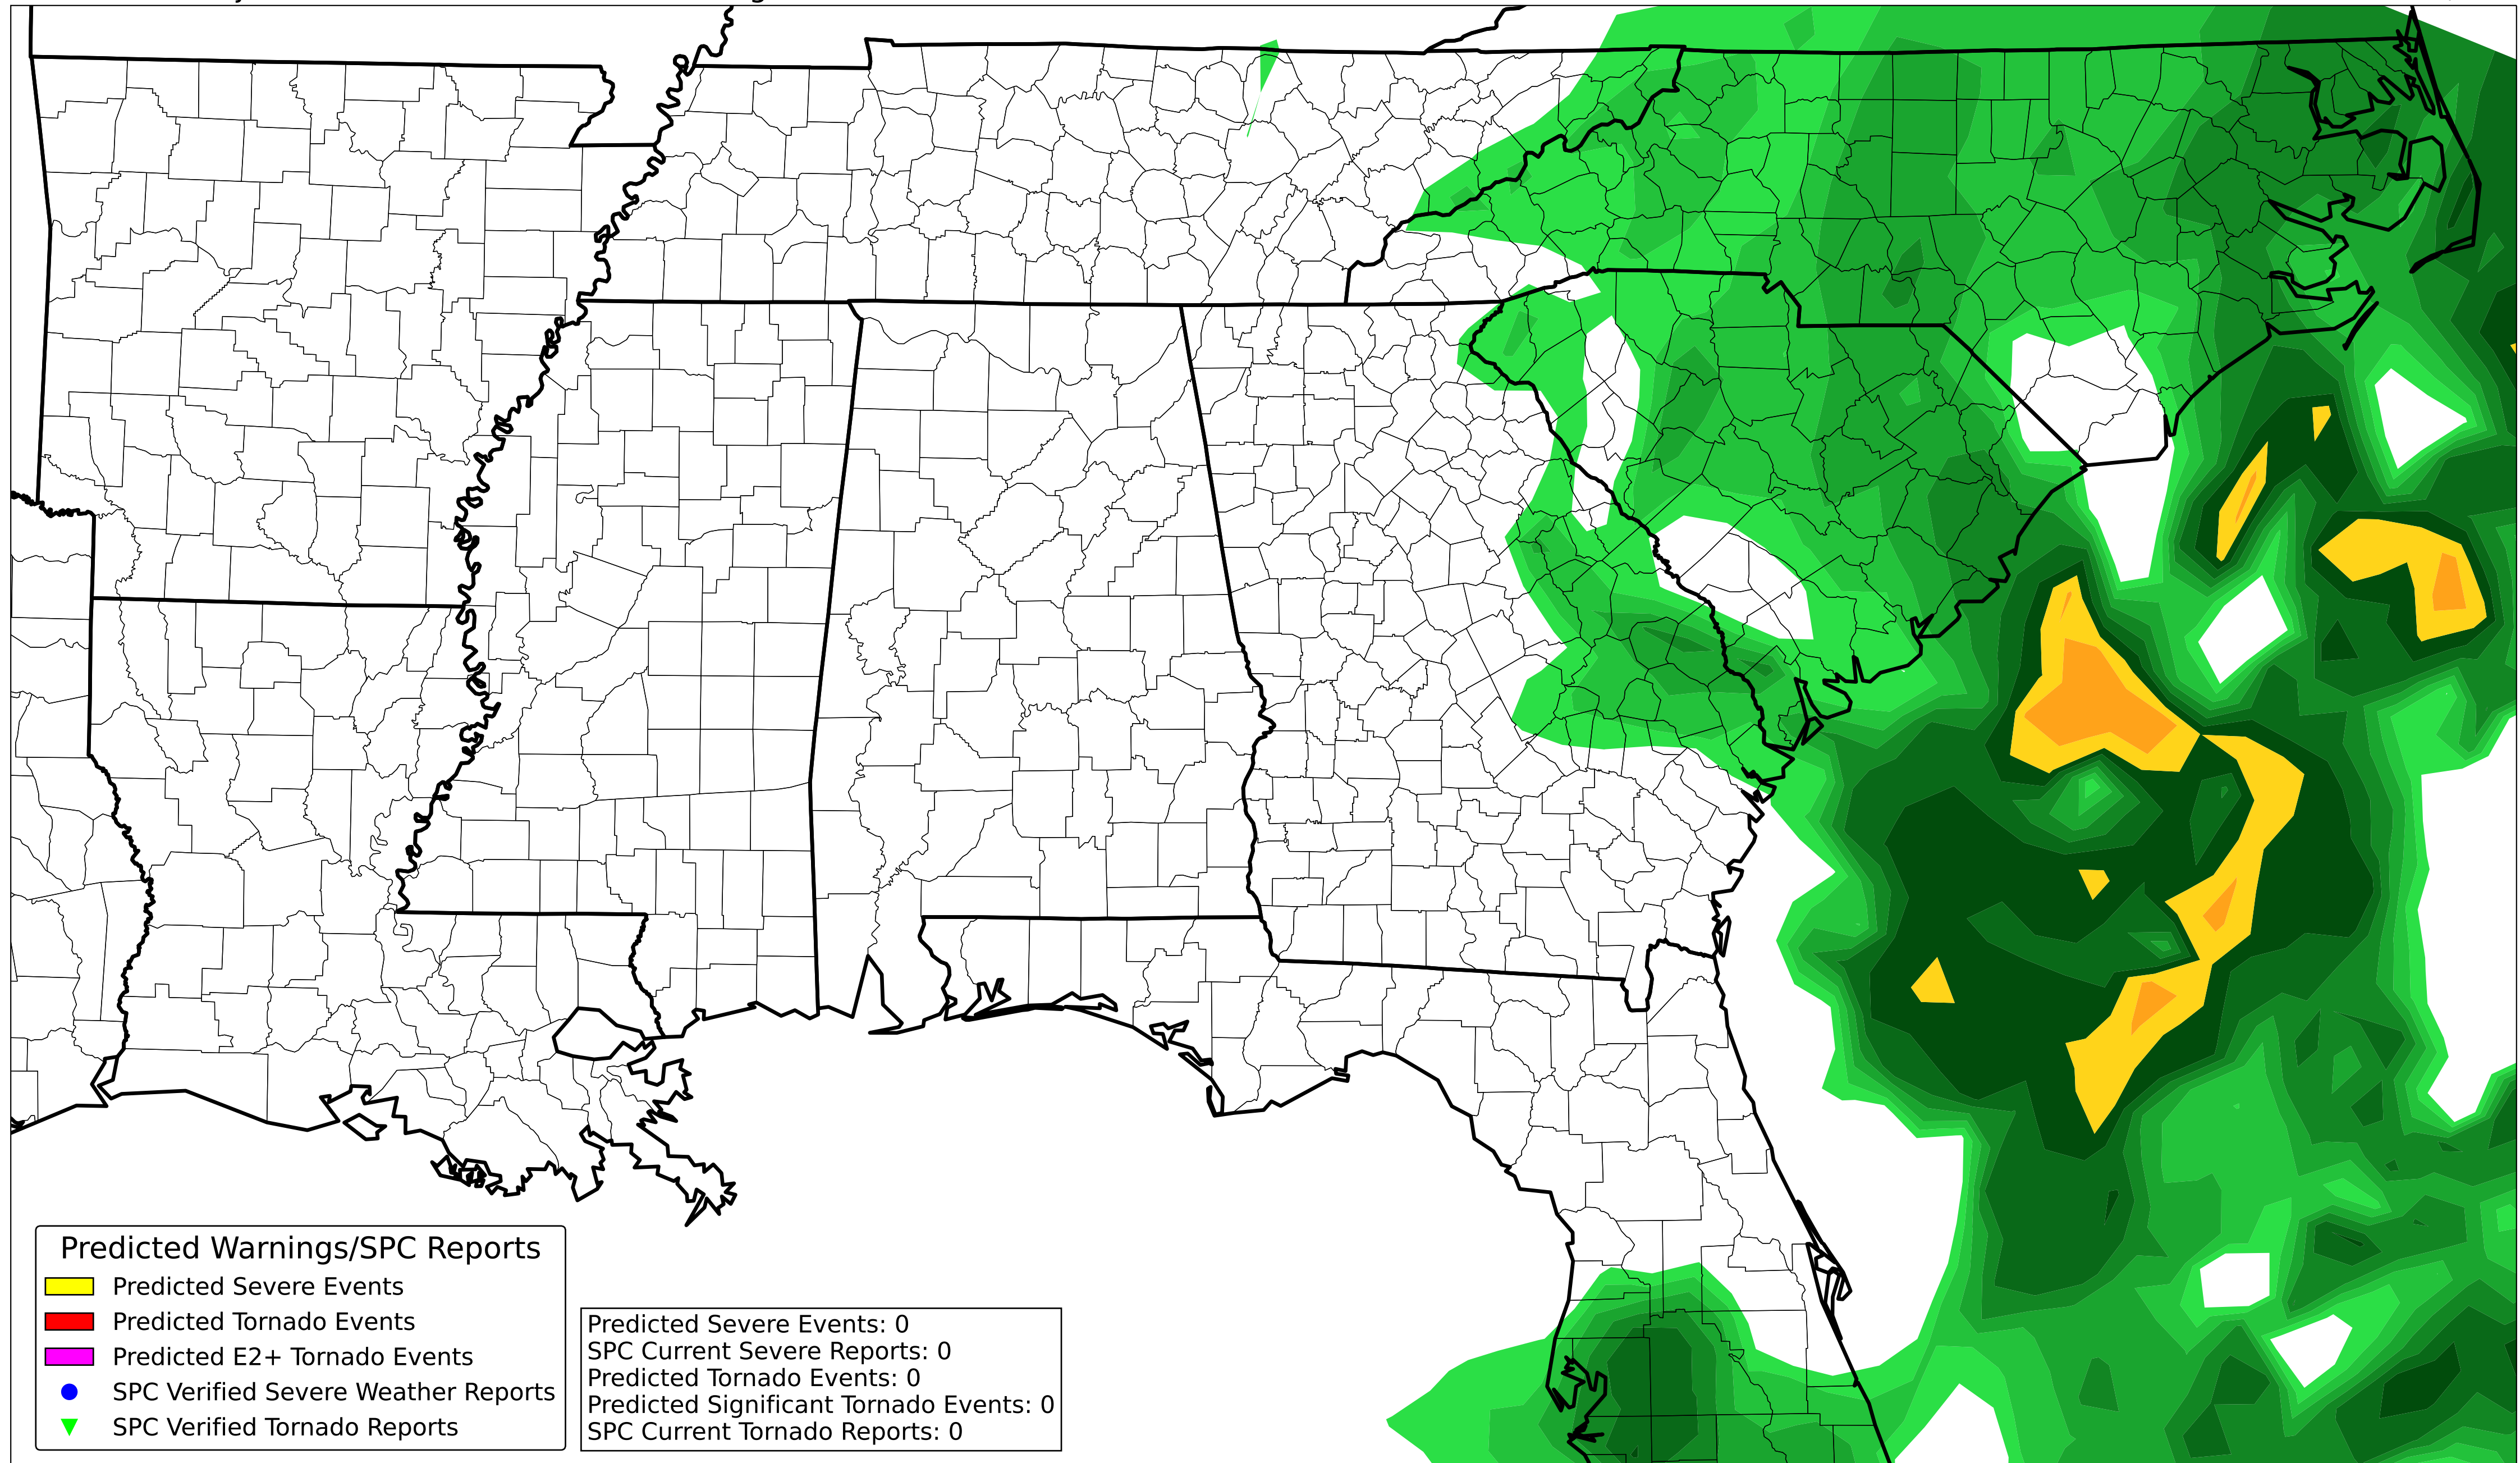 Predicted Warnings/SPC Reports
Predicted Severe Events
Predicted Tornado Events
Predicted E2+ Tornado Events
SPC Verified Severe Weather Reports
SPC Verified Tornado Reports
Predicted Severe Events: 0
SPC Current Severe Reports: 0
Predicted Tornado Events: 0
Predicted Significant Tornado Events: 0
SPC Current Tornado Reports: 0